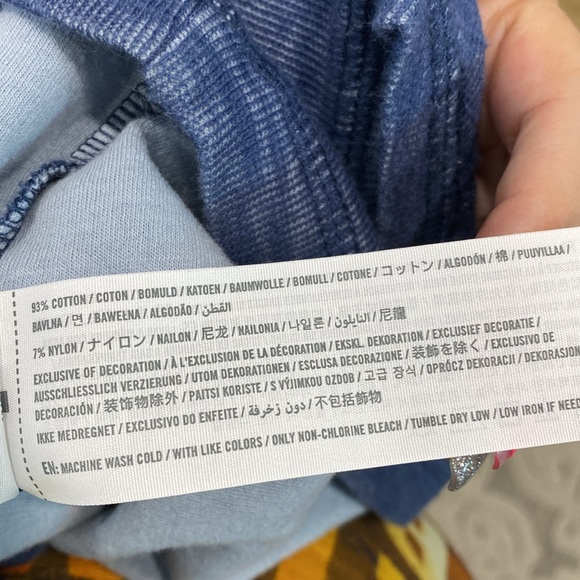 93% COTTON / COTON / BOMULD / KATOEN / BAUMWOLLE / BOMULL / COTONE / コットン / ALGODÓN / 棉 / PUUVILLAA /
BAVLNA / 면 / BAWEŁNA / ALGODÃO / القطن
7% NYLON / ナイロン / NAILON / 尼龙 / NAILONIA / 나일론 / النايلون / 尼龍
EXCLUSIVE OF DECORATION / À L'EXCLUSION DE LA DÉCORATION / EKSKL. DEKORATION / EXCLUSIEF DECORATIE /
AUSSCHLIESSLICH VERZIERUNG / UTOM DEKORATIONEN / ESCLUSA DECORAZIONE / 装飾を除く / EXCLUSIVO DE
DECORACIÓN / 装饰物除外 / PAITSI KORISTE / S VÝJIMKOU OZDOB / 고급 장식 / OPRÓCZ DEKORACJI / DEKORASJON
IKKE MEDREGNET / EXCLUSIVO DO ENFEITE / دون زخرفة / 不包括飾物
EN: MACHINE WASH COLD / WITH LIKE COLORS / ONLY NON-CHLORINE BLEACH / TUMBLE DRY LOW / LOW IRON IF NEED